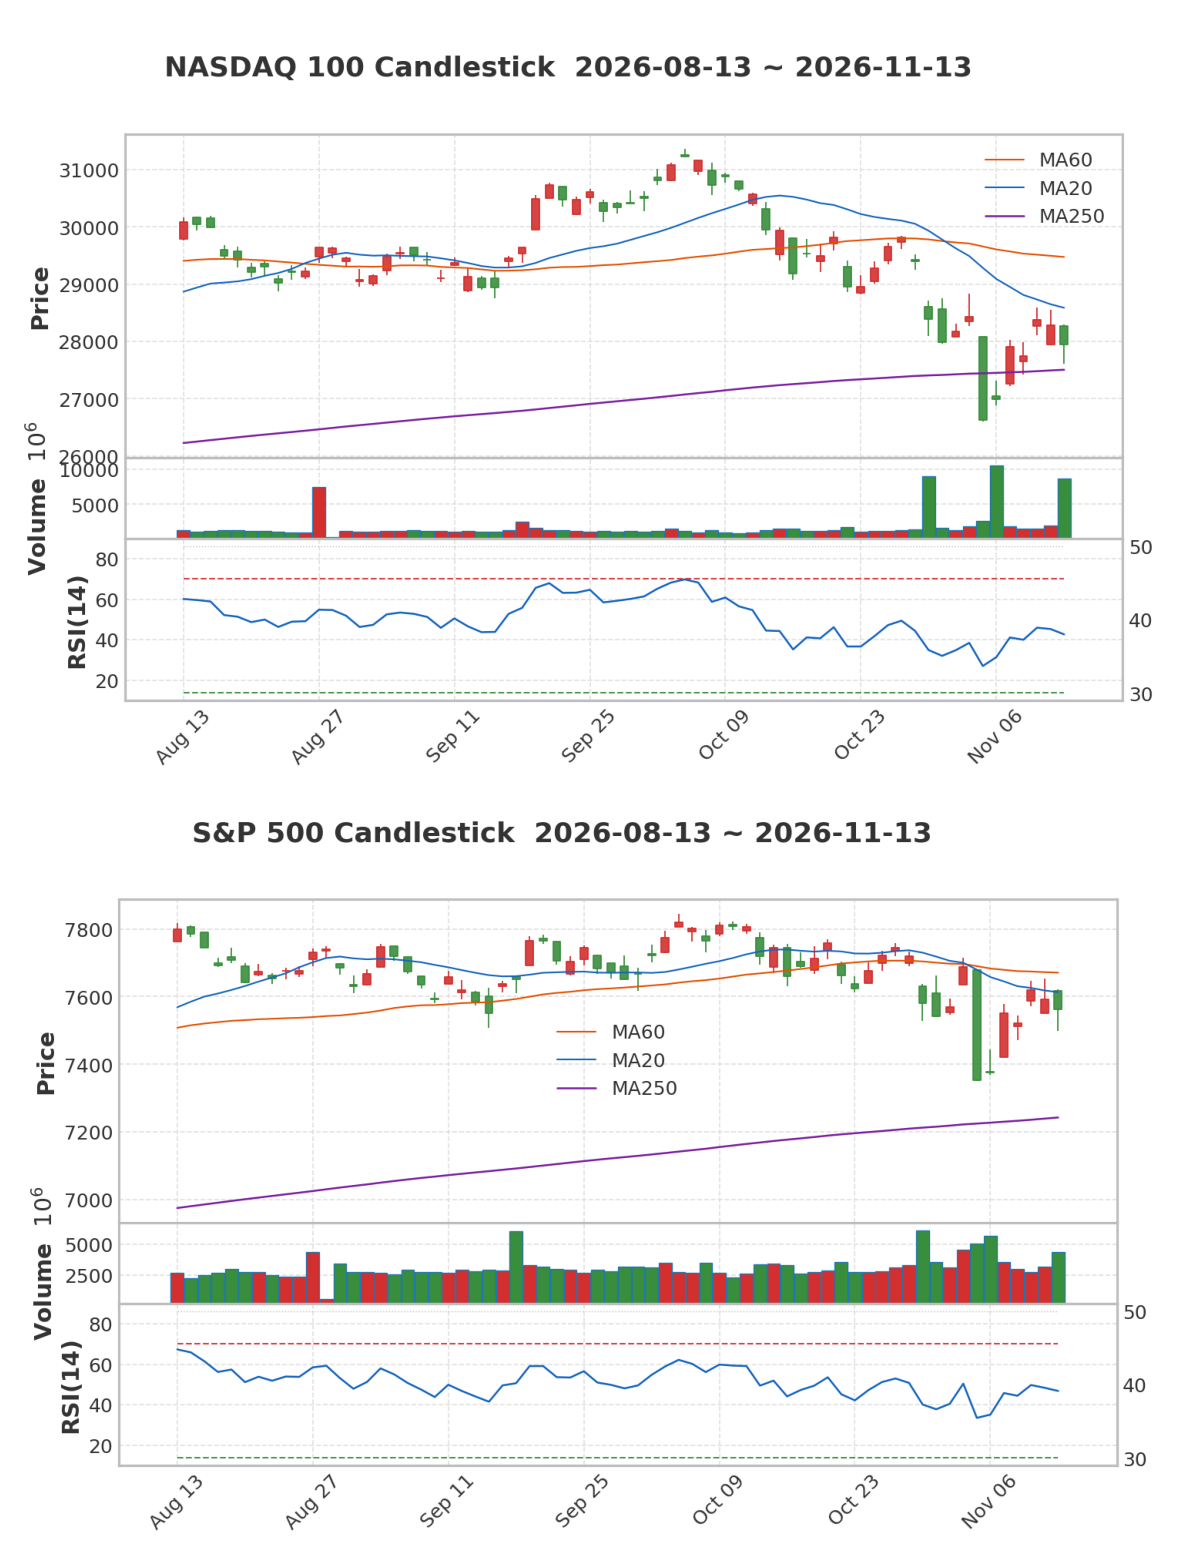 NASDAQ 100 Candlestick  2026-08-13 ~ 2026-11-13
MA60
MA20
MA250
31000
30000
29000
28000
27000
26000
Price
10000
5000
Volume 10^6
80
60
40
20
RSI(14)
50
40
30
Aug 13
Aug 27
Sep 11
Sep 25
Oct 09
Oct 23
Nov 06
S&P 500 Candlestick  2026-08-13 ~ 2026-11-13
7800
7600
7400
7200
7000
Price
MA60
MA20
MA250
5000
2500
Volume 10^6
80
60
40
20
RSI(14)
50
40
30
Aug 13
Aug 27
Sep 11
Sep 25
Oct 09
Oct 23
Nov 06